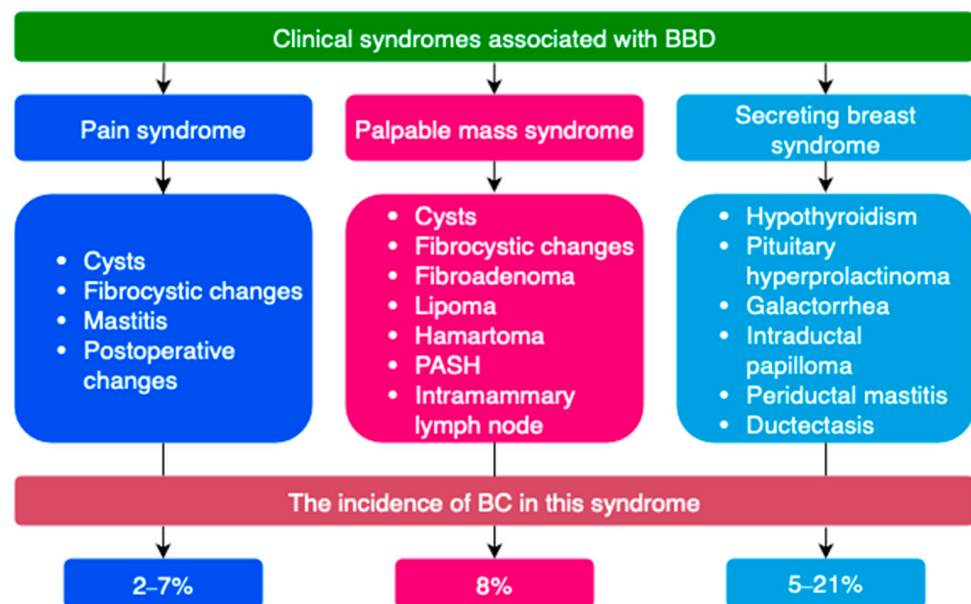 Clinical syndromes associated with BBD
Pain syndrome
Palpable mass syndrome
Secreting breast
syndrome
• Cysts
• Fibrocystic changes
• Mastitis
• Postoperative
changes
• Cysts
• Fibrocystic changes
• Fibroadenoma
• Lipoma
• Hamartoma
• PASH
• Intramammary
lymph node
• Hypothyroidism
• Pituitary
hyperprolactinoma
• Galactorrhea
• Intraductal
papilloma
• Periductal mastitis
• Ductectasis
The incidence of BC in this syndrome
2–7%
8%
5–21%